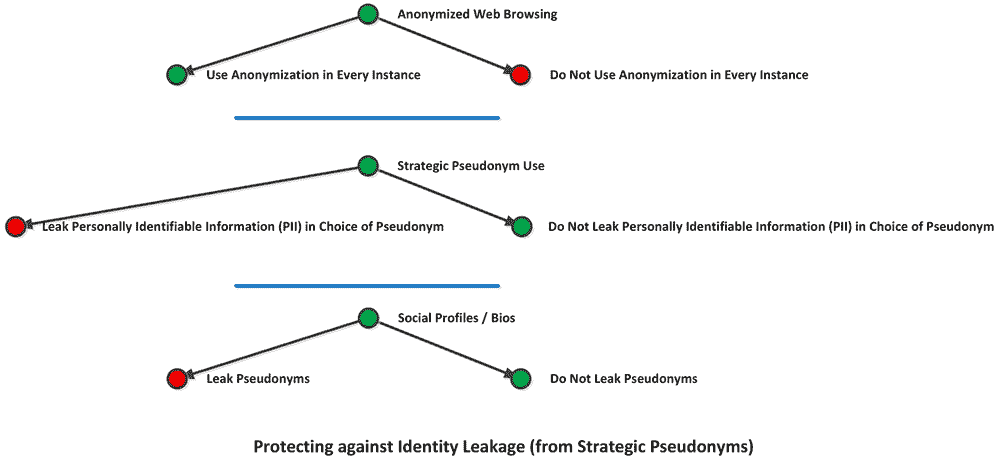 Anonymized Web Browsing
Use Anonymization in Every Instance
Do Not Use Anonymization in Every Instance
Strategic Pseudonym Use
Leak Personally Identifiable Information (PII) in Choice of Pseudonym
Do Not Leak Personally Identifiable Information (PII) in Choice of Pseudonym
Social Profiles / Bios
Leak Pseudonyms
Do Not Leak Pseudonyms
Protecting against Identity Leakage (from Strategic Pseudonyms)